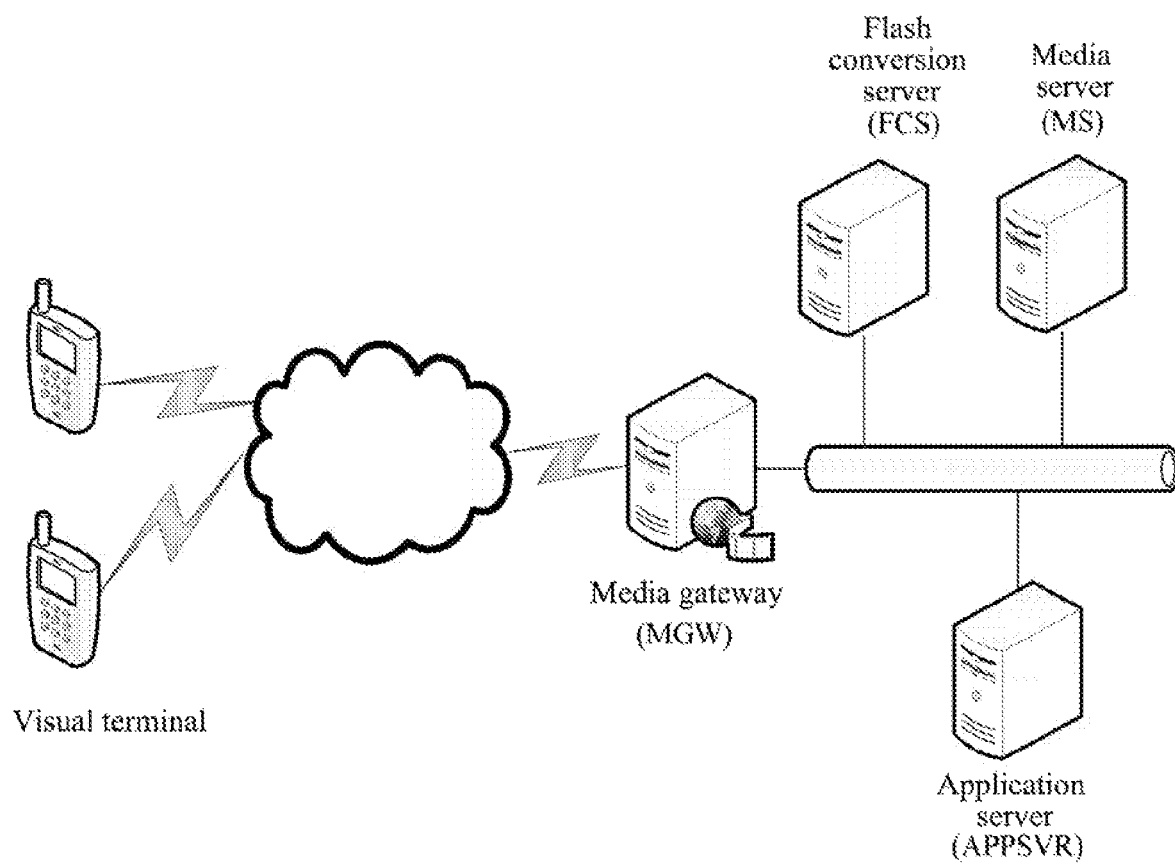 Flash
conversion
server
(FCS)
Media
server
(MS)
Media gateway
(MGW)
Visual terminal
Application
server
(APPSVR)